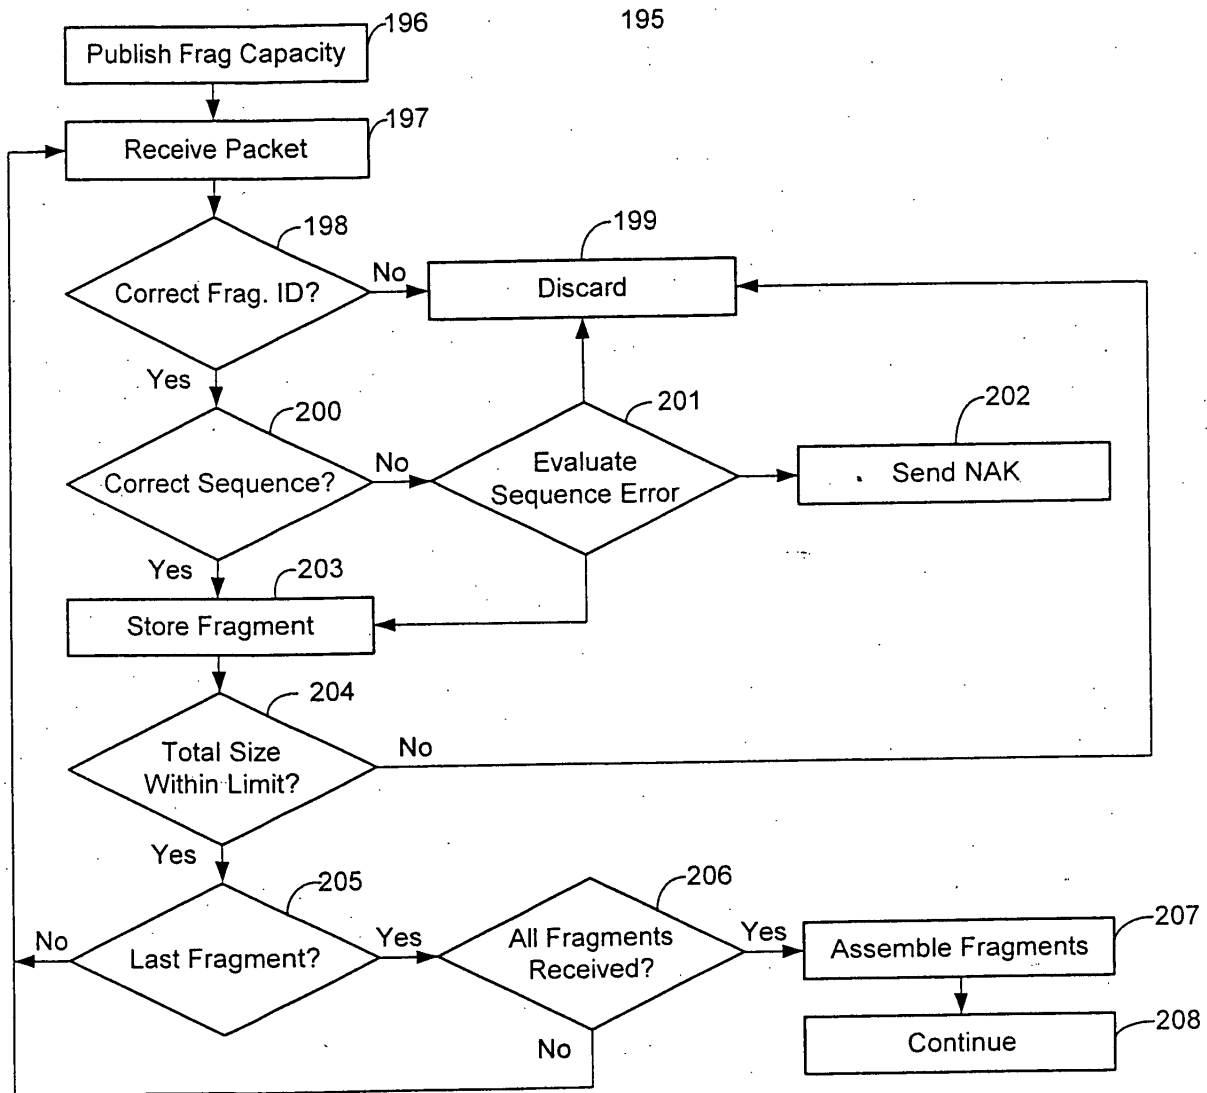 195
196
Publish Frag Capacity
197
Receive Packet
198
Correct Frag. ID?
No
199
Discard
Yes
200
Correct Sequence?
No
201
Evaluate
Sequence Error
202
Send NAK
Yes
203
Store Fragment
204
Total Size
Within Limit?
No
Yes
205
Last Fragment?
No
Yes
206
All Fragments
Received?
Yes
No
207
Assemble Fragments
208
Continue